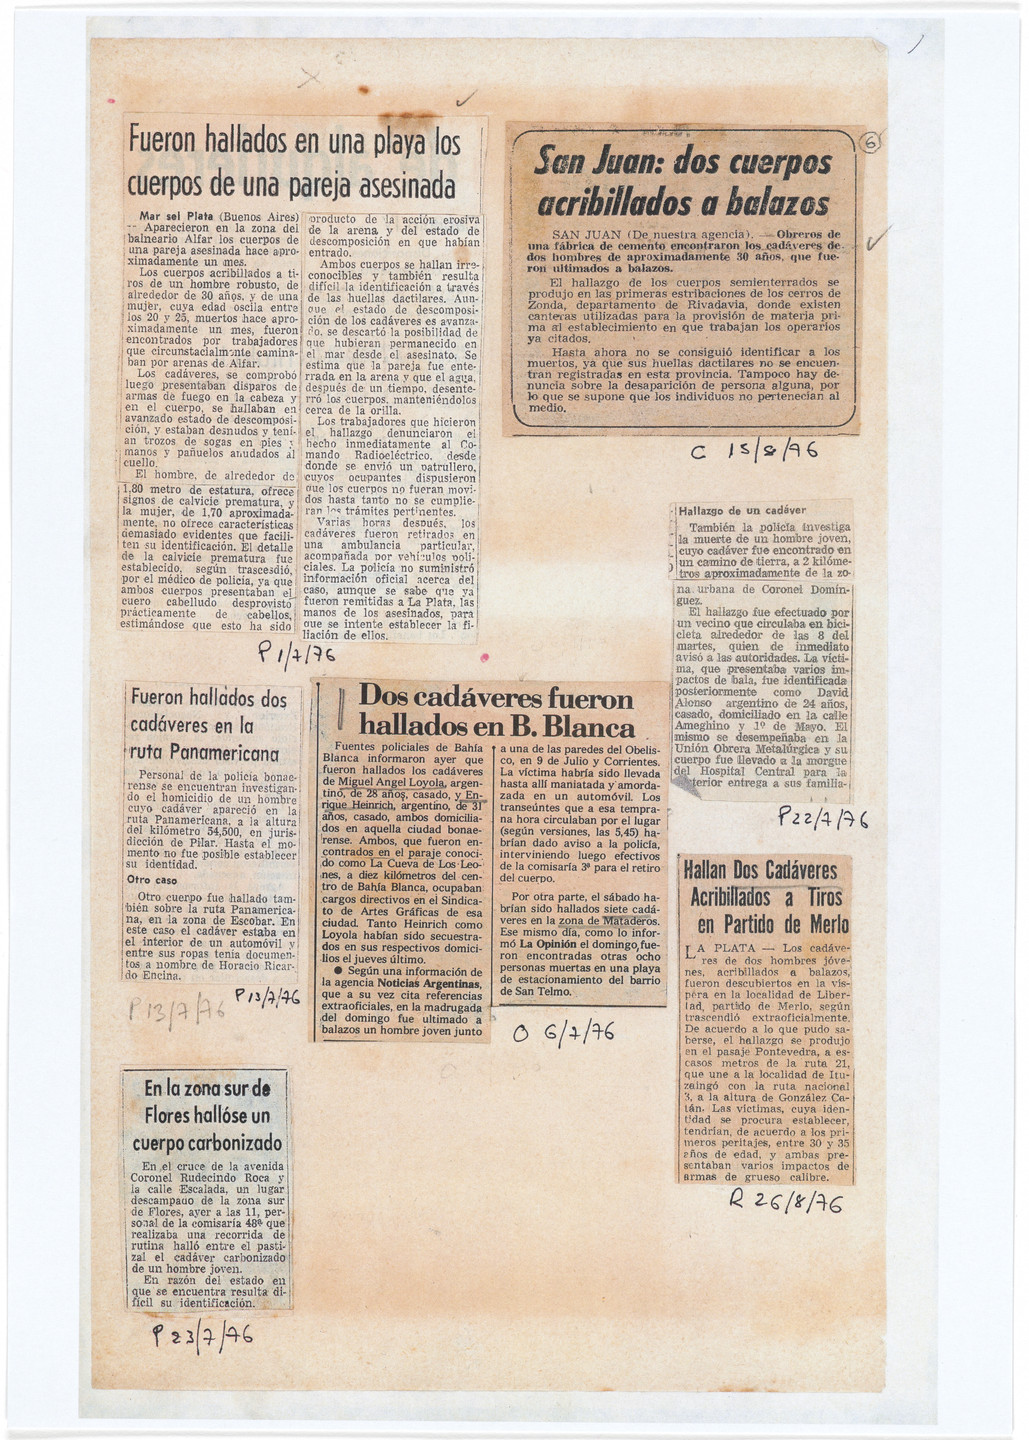 Fueron hallados en una playa los
cuerpos de una pareja asesinada
Mar sel Plata (Buenos Aires)
-- Aparecieron en la zona del
balneario Alfar los cuerpos de
una pareja asesinada hace apro-
ximadamente un mes.
Los cuerpos acribillados a ti-
ros de un hombre robusto, de
alrededor de 30 años, y de una
mujer, cuya edad oscila entre
los 20 y 25, muertos hace apro-
ximadamente un mes, fueron
encontrados por trabajadores
que circunstacialmente camina-
ban por arenas de Alfar.
Los cadáveres, se comprobó
luego presentaban disparos de
armas de fuego en la cabeza y
en el cuerpo, se hallaban en
avanzado estado de descomposi-
ción, y estaban desnudos y tení-
an trozos de sogas en pies y
manos y pañuelos anudados al
cuello.
El hombre, de alrededor de
1,80 metro de estatura, ofrece
signos de calvicie prematura, y
la mujer, de 1,70 aproximada-
mente, no ofrece características
demasiado evidentes que facili-
ten su identificación. El detalle
de la calvicie prematura fue
establecido, según trascesdió,
por el médico de policía, ya que
ambos cuerpos presentaban el
cuero cabelludo desprovisto
prácticamente de cabellos,
estimándose que esto ha sido
producto de la acción erosiva
de la arena y del estado de
descomposición en que habían
entrado.
Ambos cuerpos se hallan irre-
conocibles y también resulta
difícil la identificación a través
de las huellas dactilares. Aun-
que el estado de descomposi-
ción de los cadáveres es avanza-
do, se descartó la posibilidad de
que hubieran permanecido en
el mar desde el asesinato. Se
estima que la pareja fue ente-
rrada en la arena y que el agua,
después de un tiempo, desente-
rró los cuerpos, manteniéndolos
cerca de la orilla.
Los trabajadores que hicieron
el hallazgo denunciaron el
hecho inmediatamente al Co-
mando Radioeléctrico, desde
donde se envió un patrullero,
cuyos ocupantes dispusieron
que los cuerpos no fueran movi-
dos hasta tanto no se cumplie-
ran los trámites pertinentes.
Varias horas después, los
cadáveres fueron retirados en
una ambulancia particular,
acompañada por vehículos poli-
ciales. La policía no suministró
información oficial acerca del
caso, aunque se sabe que ya
fueron remitidas a La Plata, las
manos de los asesinados, para
que se intente establecer la fi-
liación de ellos.
P 1/7/76
6
San Juan: dos cuerpos
acribillados a balazos
SAN JUAN (De nuestra agencia). — Obreros de
una fábrica de cemento encontraron los cadáveres de
dos hombres de aproximadamente 30 años, que fue-
ron ultimados a balazos.
El hallazgo de los cuerpos semienterrados se
produjo en las primeras estribaciones de los cerros de
Zonda, departamento de Rivadavia, donde existen
canteras utilizadas para la provisión de materia pri-
ma al establecimiento en que trabajan los operarios
ya citados.
Hasta ahora no se consiguió identificar a los
muertos, ya que sus huellas dactilares no se encuen-
tran registradas en esta provincia. Tampoco hay de-
nuncia sobre la desaparición de persona alguna, por
lo que se supone que los individuos no pertenecían al
medio.
C 15/8/76
Hallazgo de un cadáver
También la policía investiga
la muerte de un hombre joven,
cuyo cadáver fue encontrado en
un camino de tierra, a 2 kilóme-
tros aproximadamente de la zo-
na urbana de Coronel Domín-
guez.
El hallazgo fue efectuado por
un vecino que circulaba en bici-
cleta alrededor de las 8 del
martes, quien de inmediato
avisó a las autoridades. La vícti-
ma, que presentaba varios im-
pactos de bala, fue identificada
posteriormente como David
Alonso argentino de 24 años,
casado, domiciliado en la calle
Ameghino y 1º de Mayo. El
mismo se desempeñaba en la
Unión Obrera Metalúrgica y su
cuerpo fue llevado a la morgue
del Hospital Central para la
terior entrega a sus familia-
P 22/7/76
Fueron hallados dos
cadáveres en la
ruta Panamericana
Personal de la policía bonae-
rense se encuentran investigan-
do el homicidio de un hombre
cuyo cadáver apareció en la
ruta Panamericana, a la altura
del kilómetro 54,500, en juris-
dicción de Pilar. Hasta el mo-
mento no fue posible establecer
su identidad.
Otro caso
Otro cuerpo fue hallado tam-
bién sobre la ruta Panamerica-
na, en la zona de Escobar. En
este caso el cadáver estaba en
el interior de un automóvil y
entre sus ropas tenía documen-
tos a nombre de Horacio Ricar-
do Encina.
P 13/7/76
P 13/7/76
Dos cadáveres fueron
hallados en B. Blanca
Fuentes policiales de Bahía
Blanca informaron ayer que
fueron hallados los cadáveres
de Miguel Angel Loyola, argen-
tino, de 28 años, casado, y En-
rique Heinrich, argentino, de 31
años, casado, ambos domicilia-
dos en aquella ciudad bonae-
rense. Ambos, que fueron en-
contrados en el paraje conoci-
do como La Cueva de Los Leo-
nes, a diez kilómetros del cen-
tro de Bahía Blanca, ocupaban
cargos directivos en el Sindica-
to de Artes Gráficas de esa
ciudad. Tanto Heinrich como
Loyola habían sido secuestra-
dos en sus respectivos domici-
lios el jueves último.
● Según una información de
la agencia Noticias Argentinas,
que a su vez cita referencias
extraoficiales, en la madrugada
del domingo fue ultimado a
balazos un hombre joven junto
a una de las paredes del Obelis-
co, en 9 de Julio y Corrientes.
La víctima habría sido llevada
hasta allí maniatada y amorda-
zada en un automóvil. Los
transeúntes que a esa tempra-
na hora circulaban por el lugar
(según versiones, las 5,45) ha-
brían dado aviso a la policía,
interviniendo luego efectivos
de la comisaría 3ª para el retiro
del cuerpo.
Por otra parte, el sábado ha-
brían sido hallados siete cadá-
veres en la zona de Mataderos.
Ese mismo día, como lo infor-
mó La Opinión el domingo, fue-
ron encontradas otras ocho
personas muertas en una playa
de estacionamiento del barrio
de San Telmo.
O 6/7/76
Hallan Dos Cadáveres
Acribillados a Tiros
en Partido de Merlo
LA PLATA — Los cadáve-
res de dos hombres jóve-
nes, acribillados a balazos,
fueron descubiertos en la vís-
pera en la localidad de Liber-
tad, partido de Merlo, según
trascendió extraoficialmente.
De acuerdo a lo que pudo sa-
berse, el hallazgo se produjo
en el pasaje Pontevedra, a es-
casos metros de la ruta 21,
que une a la localidad de Itu-
zaingó con la ruta nacional
3, a la altura de González Ca-
tán. Las víctimas, cuya iden-
tidad se procura establecer,
tendrían, de acuerdo a los pri-
meros peritajes, entre 30 y 35
años de edad, y ambas pre-
sentaban varios impactos de
armas de grueso calibre.
R 26/8/76
En la zona sur de
Flores hallóse un
cuerpo carbonizado
En el cruce de la avenida
Coronel Rudecindo Roca y
la calle Escalada, un lugar
descampado de la zona sur
de Flores, ayer a las 11, per-
sonal de la comisaría 48ª que
realizaba una recorrida de
rutina halló entre el pasti-
zal el cadáver carbonizado
de un hombre joven.
En razón del estado en
que se encuentra resulta di-
fícil su identificación.
P 23/7/76